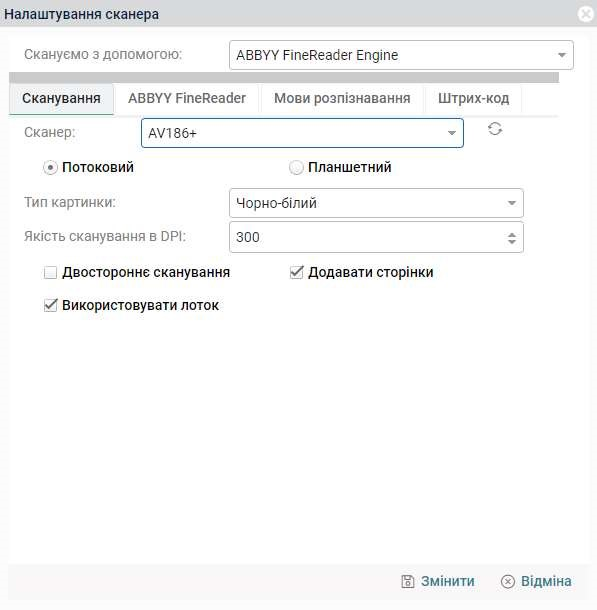 Налаштування сканера
Скануємо з допомогою: ABBYY FineReader Engine
Сканування ABBYY FineReader Мови розпізнавання Штрих-код
Сканер: AV186+
Потоковий Планшетний
Тип картинки: Чорно-білий
Якість сканування в DPI: 300
Двостороннє сканування Додавати сторінки
Використовувати лоток
Змінити Відміна